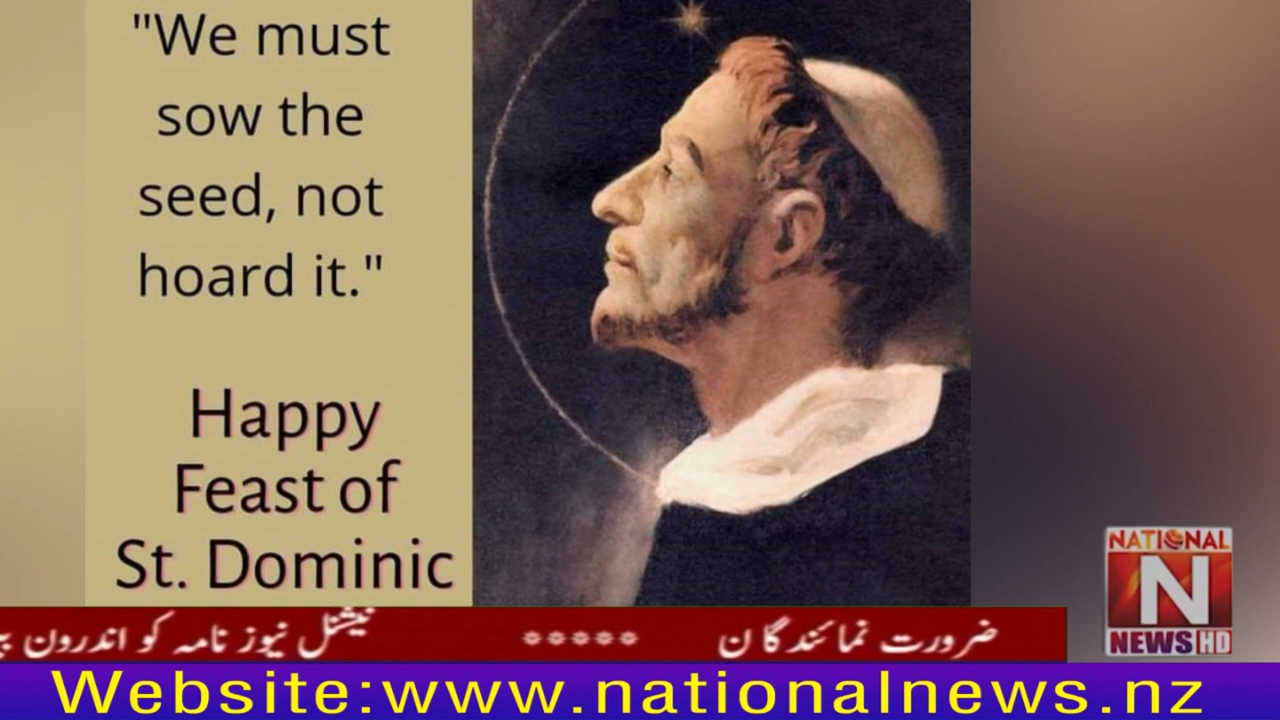 "We must
sow the
seed, not
hoard it."
Happy
Feast of
St. Dominic
NATIONAL
N
NEWS HD
ضرورت نمائندگان ***** نیشنل نیوز نامہ کو اندرون
Website:www.nationalnews.nz